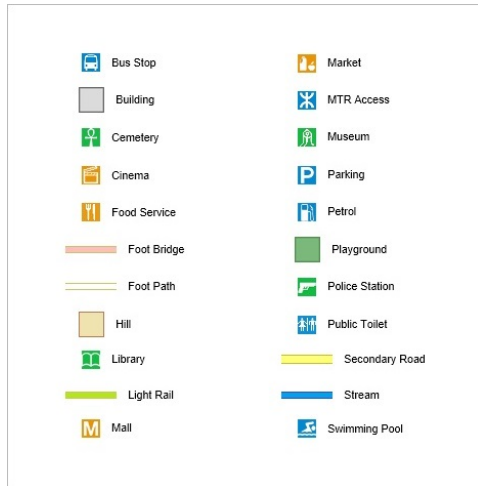 Bus Stop
Building
Cemetery
Cinema
Food Service
Foot Bridge
Foot Path
Hill
Library
Light Rail
M
Mall
Market
MTR Access
Museum
P
Parking
Petrol
Playground
Police Station
Public Toilet
Secondary Road
Stream
Swimming Pool